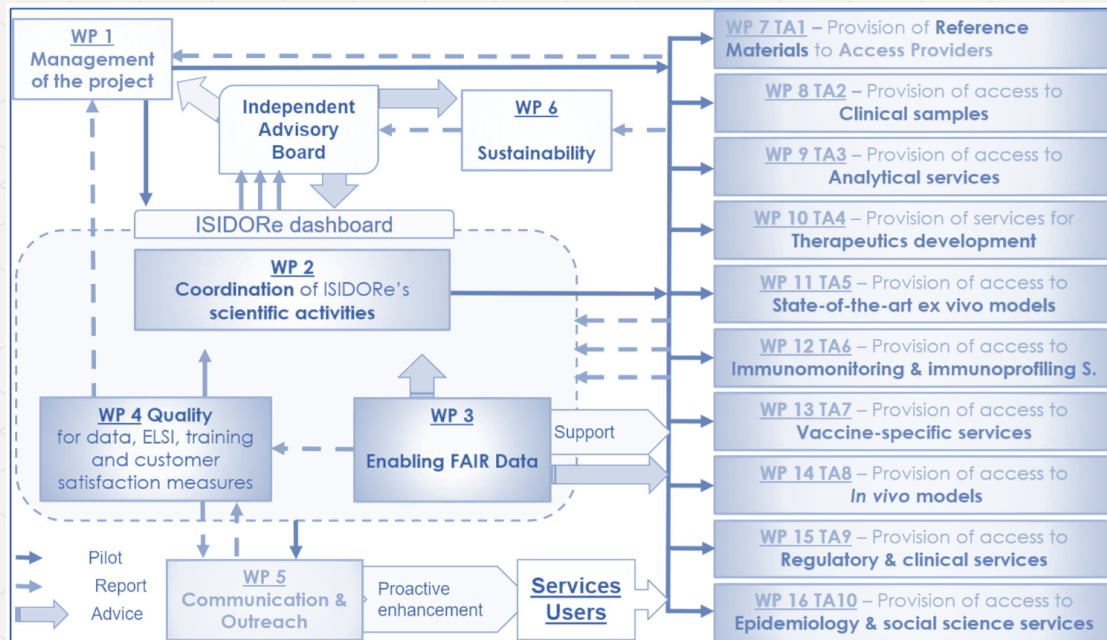 WP 1
Management
of the project
Independent
Advisory
Board
WP 6
Sustainability
ISIDORe dashboard
WP 2
Coordination of ISIDORe's
scientific activities
WP 4 Quality
for data, ELSI, training
and customer
satisfaction measures
WP 3
Enabling FAIR Data
Support
Pilot
Report
Advice
WP 5
Communication &
Outreach
Proactive
enhancement
Services
Users
WP 7 TA1 – Provision of Reference
Materials to Access Providers
WP 8 TA2 – Provision of access to
Clinical samples
WP 9 TA3 – Provision of access to
Analytical services
WP 10 TA4 – Provision of services for
Therapeutics development
WP 11 TA5 – Provision of access to
State-of-the-art ex vivo models
WP 12 TA6 – Provision of access to
Immunomonitoring & immunoprofiling S.
WP 13 TA7 – Provision of access to
Vaccine-specific services
WP 14 TA8 – Provision of access to
In vivo models
WP 15 TA9 – Provision of access to
Regulatory & clinical services
WP 16 TA10 – Provision of access to
Epidemiology & social science services